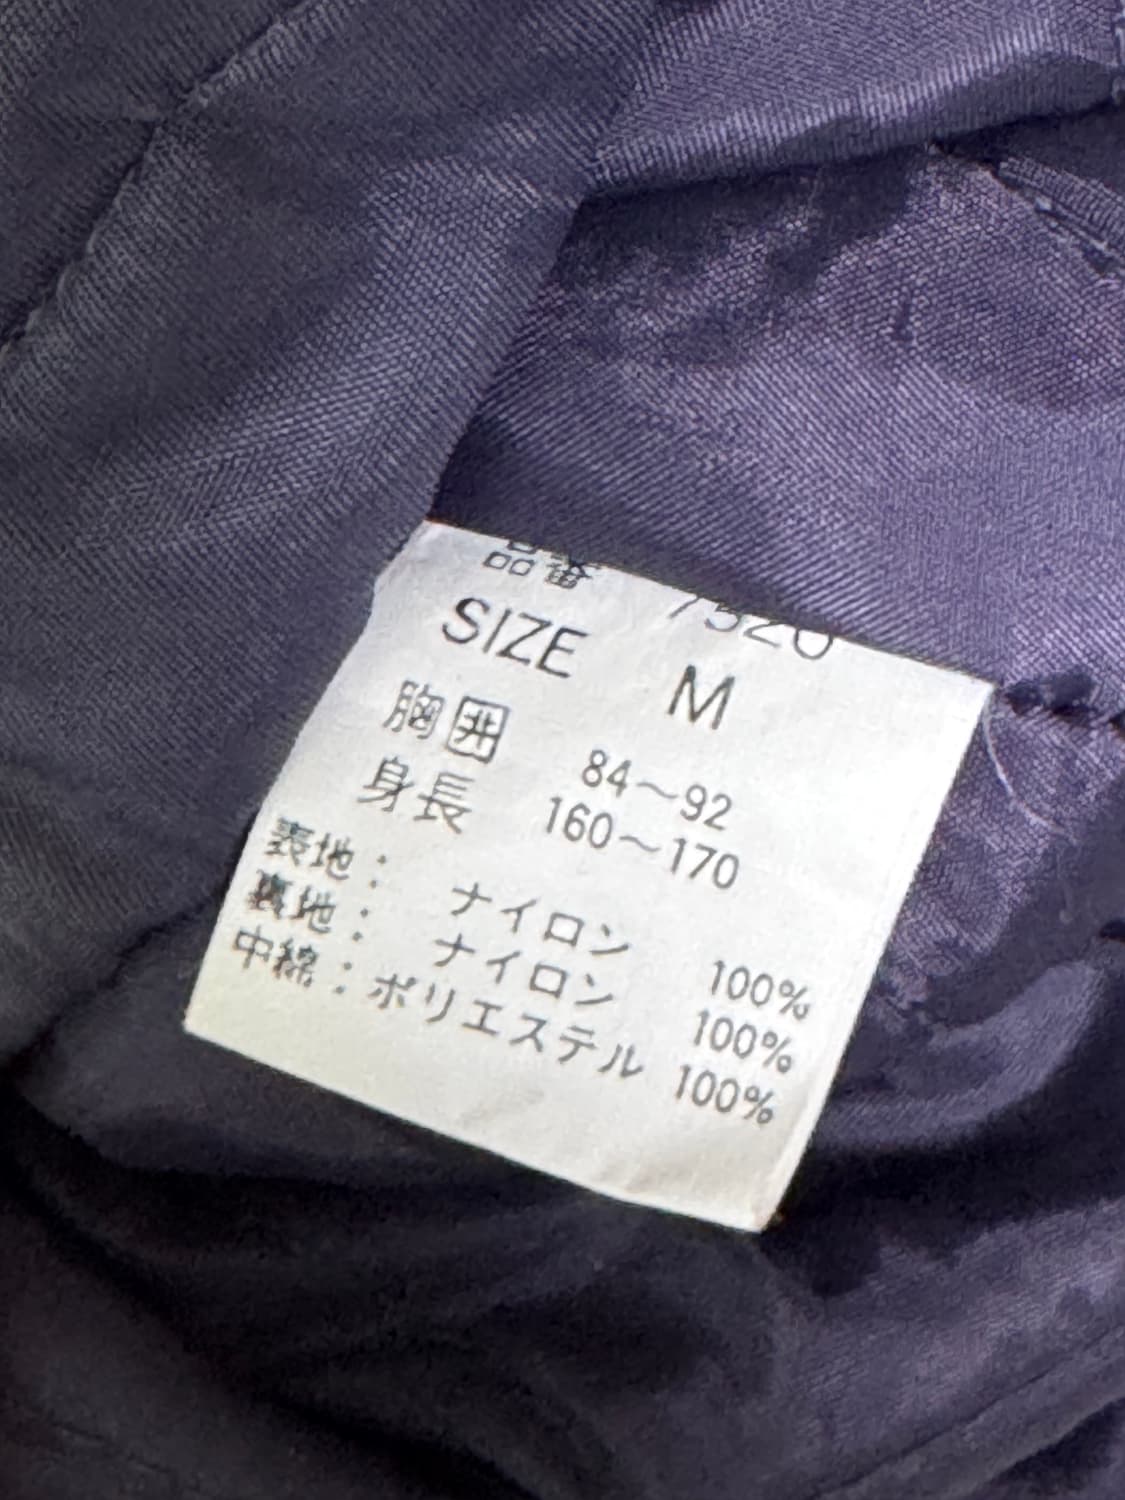 品番 7520
SIZE M
胸囲 84～92
身長 160～170
表地： ナイロン 100%
裏地： ナイロン 100%
中綿：ポリエステル 100%